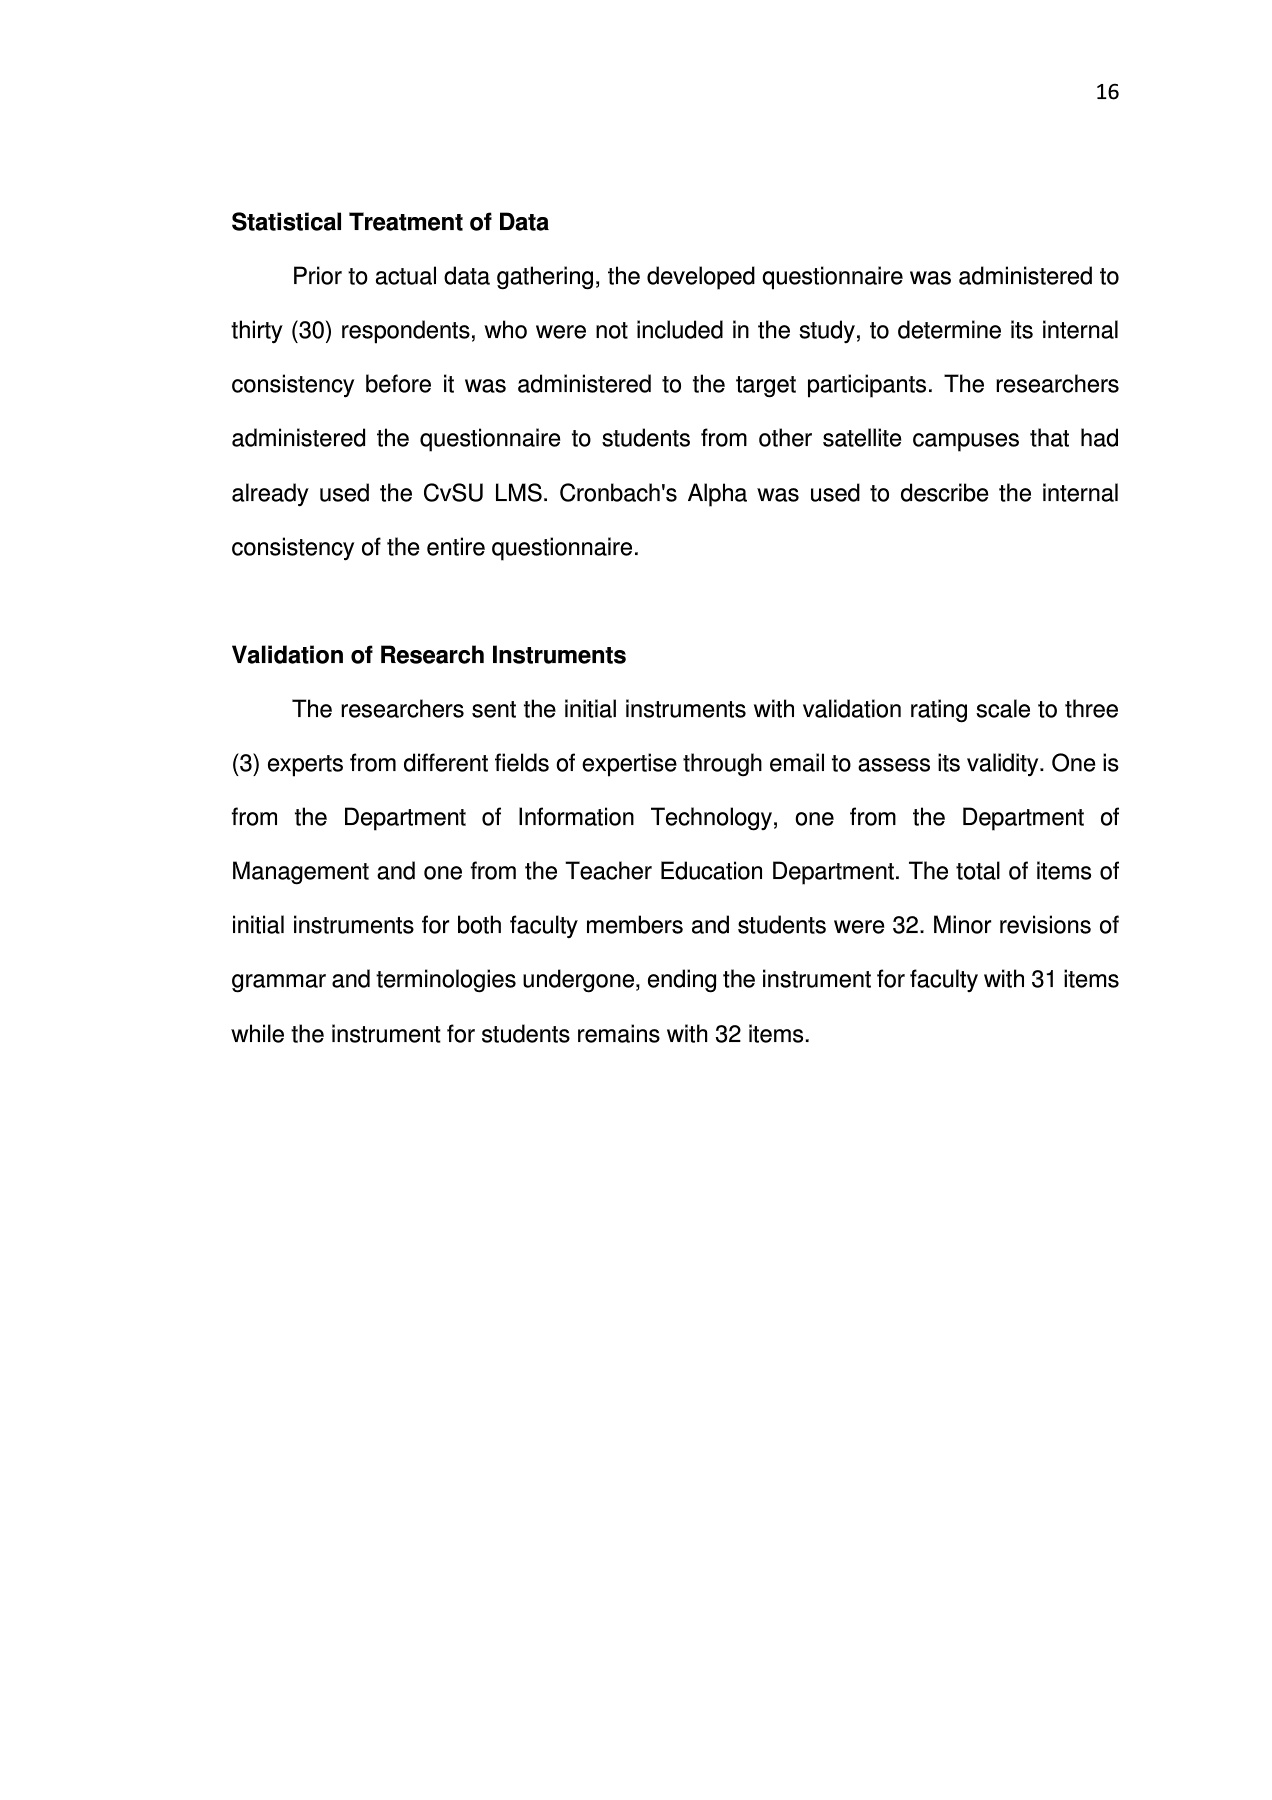 16
Statistical Treatment of Data
Prior to actual data gathering, the developed questionnaire was administered to
thirty (30) respondents, who were not included in the study, to determine its internal
consistency before it was administered to the target participants. The researchers
administered the questionnaire to students from other satellite campuses that had
already used the CvSU LMS. Cronbach's Alpha was used to describe the internal
consistency of the entire questionnaire.
Validation of Research Instruments
The researchers sent the initial instruments with validation rating scale to three
(3) experts from different fields of expertise through email to assess its validity. One is
from the Department of Information Technology, one from the Department of
Management and one from the Teacher Education Department. The total of items of
initial instruments for both faculty members and students were 32. Minor revisions of
grammar and terminologies undergone, ending the instrument for faculty with 31 items
while the instrument for students remains with 32 items.